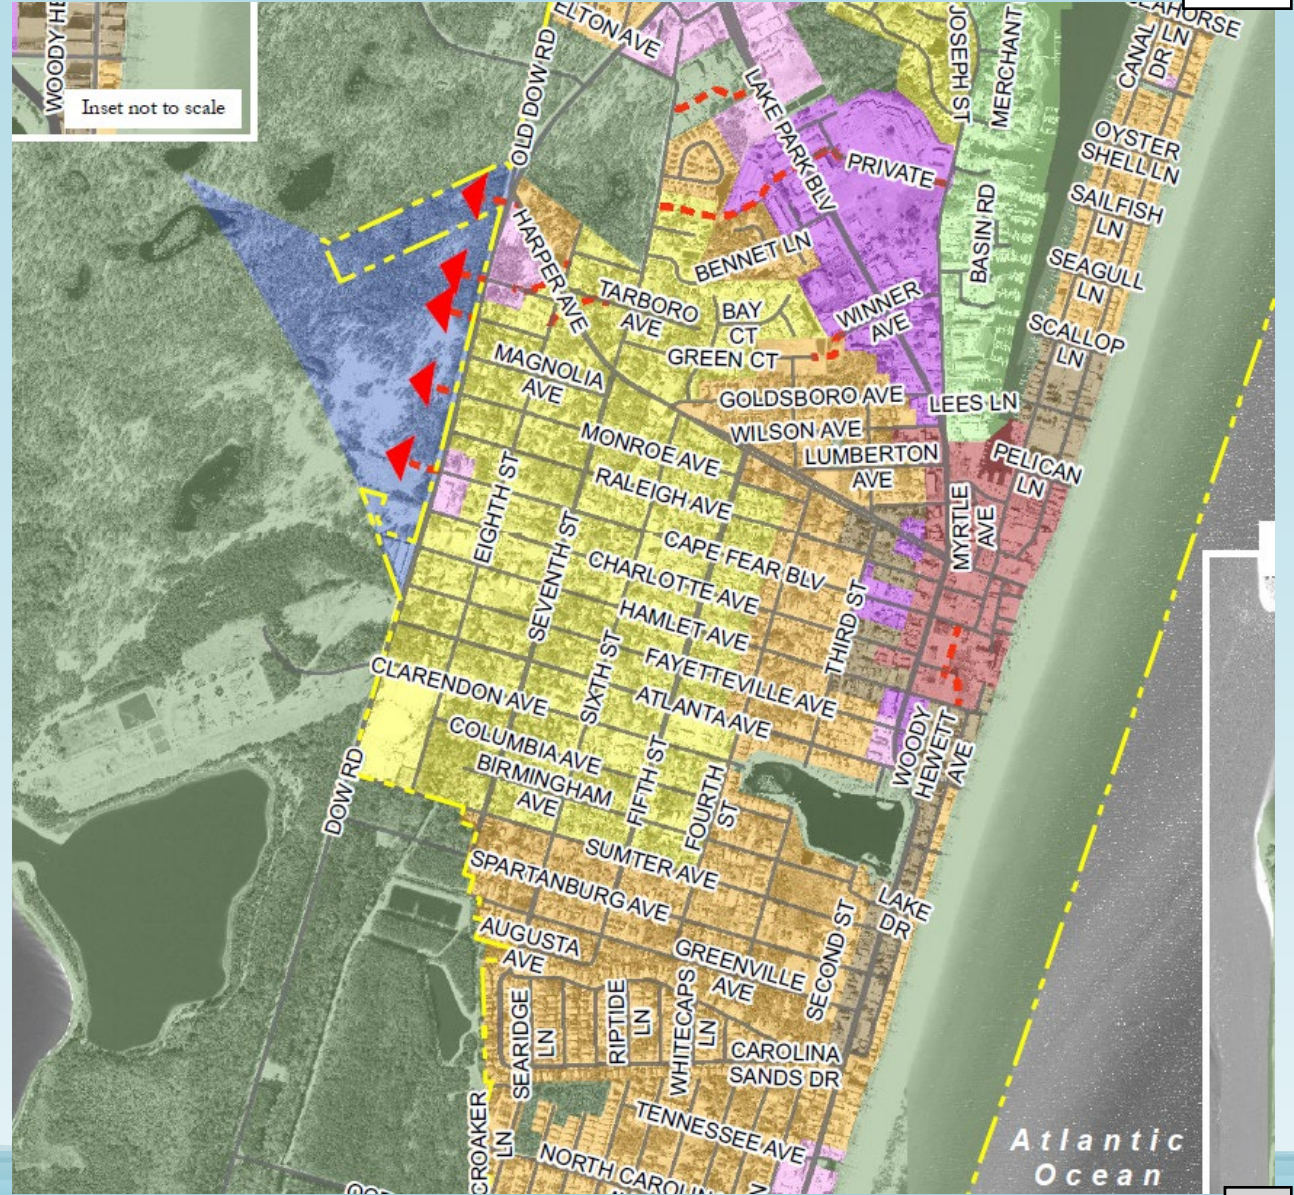 ELTON AVE
SEAHORSE
LN
CANAL
DR
WOODY HE
Inset not to scale
OLD DOW RD
LAKE PARK BLV
JOSEPH ST
MERCHANT
PRIVATE
OYSTER
SHELL LN
SAILFISH
LN
SEAGULL
LN
SCALLOP
LN
BASIN RD
HARPER AVE
BENNET LN
TARBORO
AVE
BAY
CT
WINNER
AVE
GREEN CT
MAGNOLIA
AVE
GOLDSBORO AVE
LEES LN
WILSON AVE
MONROE AVE
LUMBERTON
AVE
PELICAN
LN
RALEIGH AVE
EIGHTH ST
MYRTLE
AVE
SEVENTH ST
CAPE FEAR BLV
CHARLOTTE AVE
HAMLET AVE
THIRD ST
SIXTH ST
FAYETTEVILLE AVE
CLARENDON AVE
ATLANTA AVE
COLUMBIA AVE
BIRMINGHAM
AVE
FIFTH ST
FOURTH
ST
WOODY
HEWETT
AVE
DOW RD
SUMTER AVE
SPARTANBURG AVE
LAKE
DR
AUGUSTA
AVE
GREENVILLE
AVE
SECOND ST
SEARIDGE
LN
RIPTIDE
LN
WHITECAPS
LN
CAROLINA
SANDS DR
CROAKER
LN
TENNESSEE AVE
NORTH CAROLIN
Atlantic
Ocean